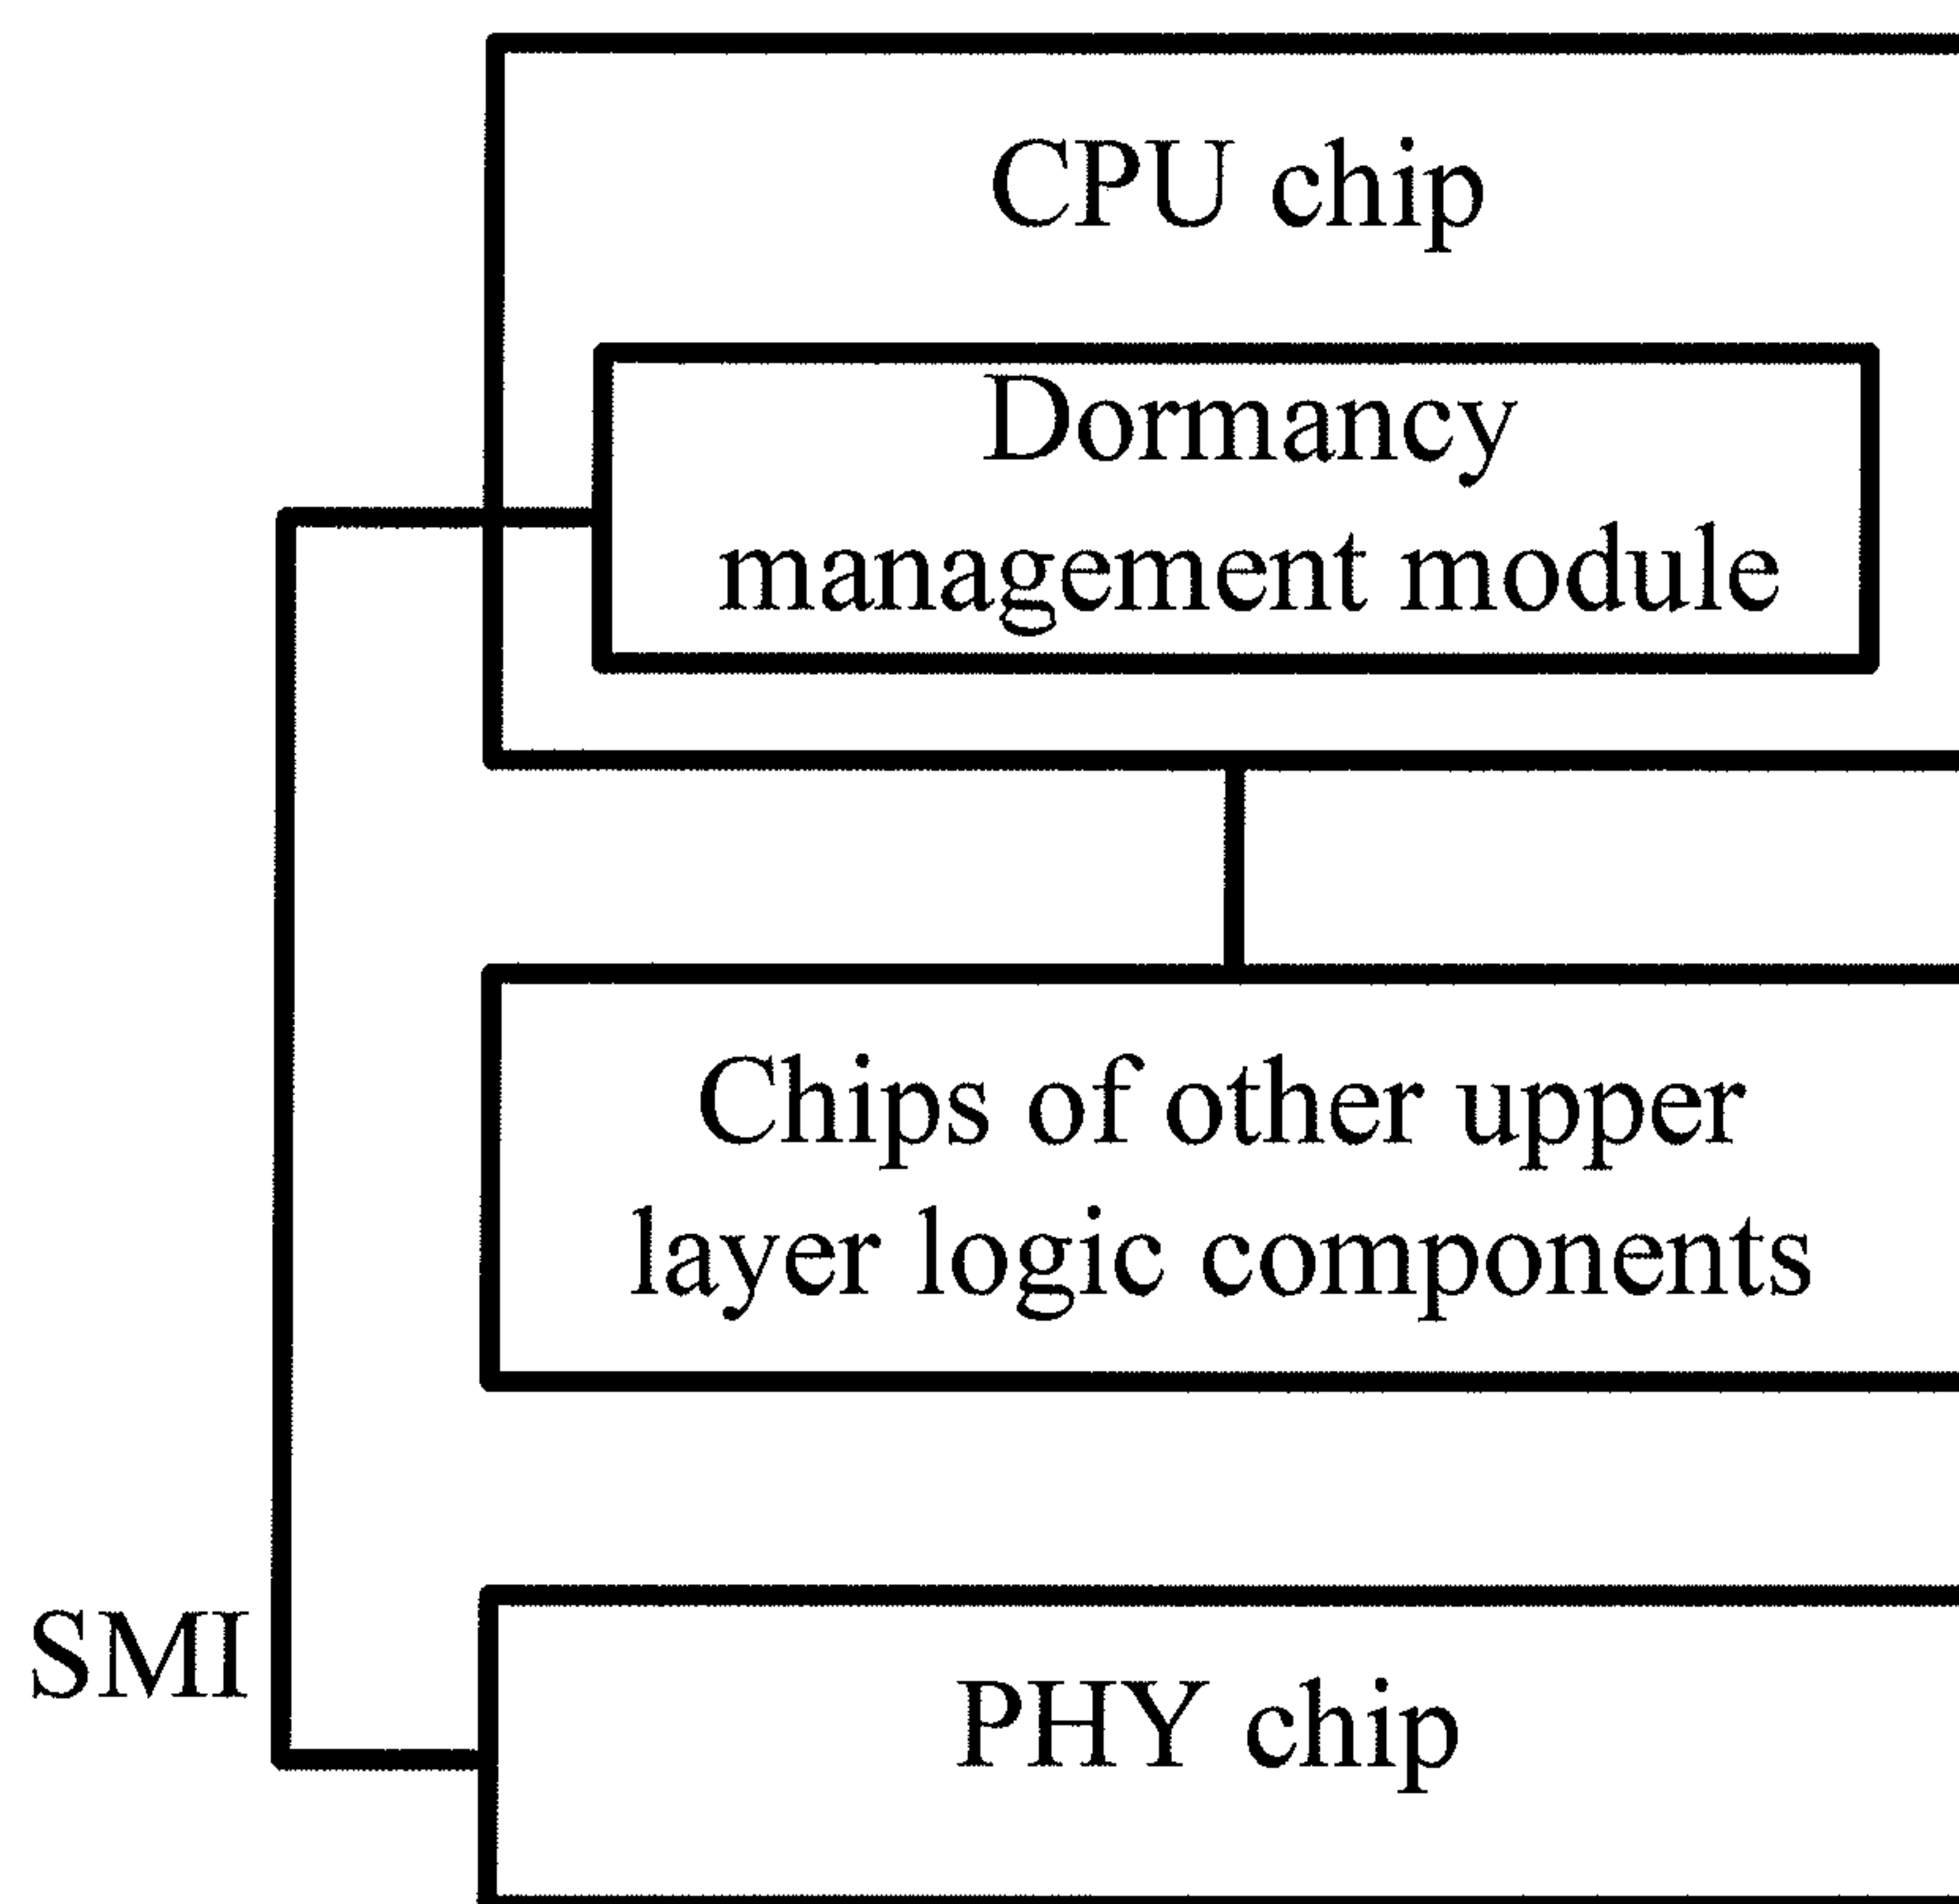 CPU chip
Dormancy
management module
Chips of other upper
layer logic components
SMI
PHY chip